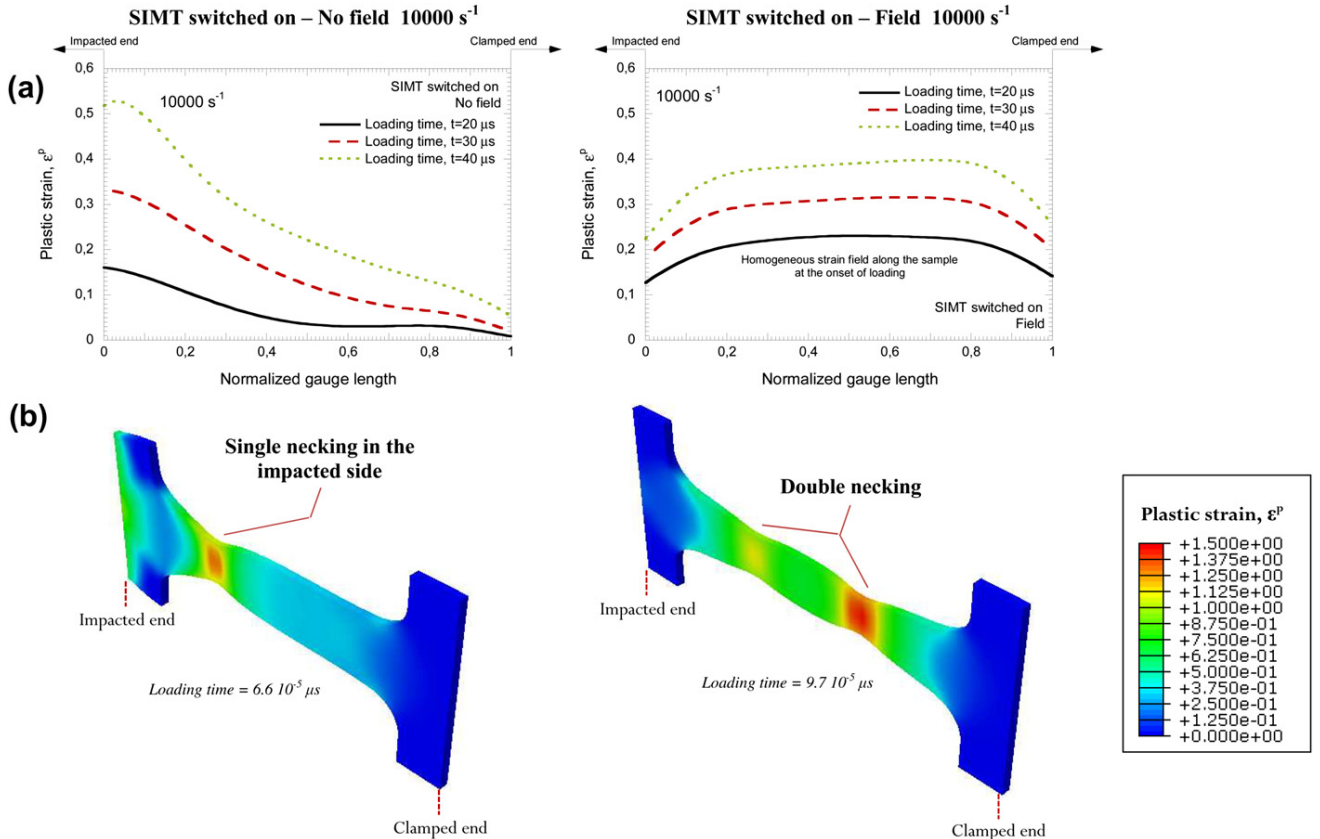 SIMT switched on – No field 10000 s⁻¹
SIMT switched on – Field 10000 s⁻¹
(a)
Impacted end
Clamped end
0,6
0,5
0,4
0,3
0,2
0,1
0
Plastic strain, εᵖ
10000 s⁻¹
SIMT switched on
No field
Loading time, t=20 µs
Loading time, t=30 µs
Loading time, t=40 µs
0
0,2
0,4
0,6
0,8
1
Normalized gauge length
Impacted end
Clamped end
0,6
0,5
0,4
0,3
0,2
0,1
0
Plastic strain, εᵖ
10000 s⁻¹
Loading time, t=20 µs
Loading time, t=30 µs
Loading time, t=40 µs
Homogeneous strain field along the sample
at the onset of loading
SIMT switched on
Field
0
0,2
0,4
0,6
0,8
1
Normalized gauge length
(b)
Single necking in the
impacted side
Impacted end
Loading time = 6.6 10⁻⁵ µs
Clamped end
Double necking
Impacted end
Loading time = 9.7 10⁻⁵ µs
Clamped end
Plastic strain, εᵖ
+1.500e+00
+1.375e+00
+1.250e+00
+1.125e+00
+1.000e+00
+8.750e-01
+7.500e-01
+6.250e-01
+5.000e-01
+3.750e-01
+2.500e-01
+1.250e-01
+0.000e+00